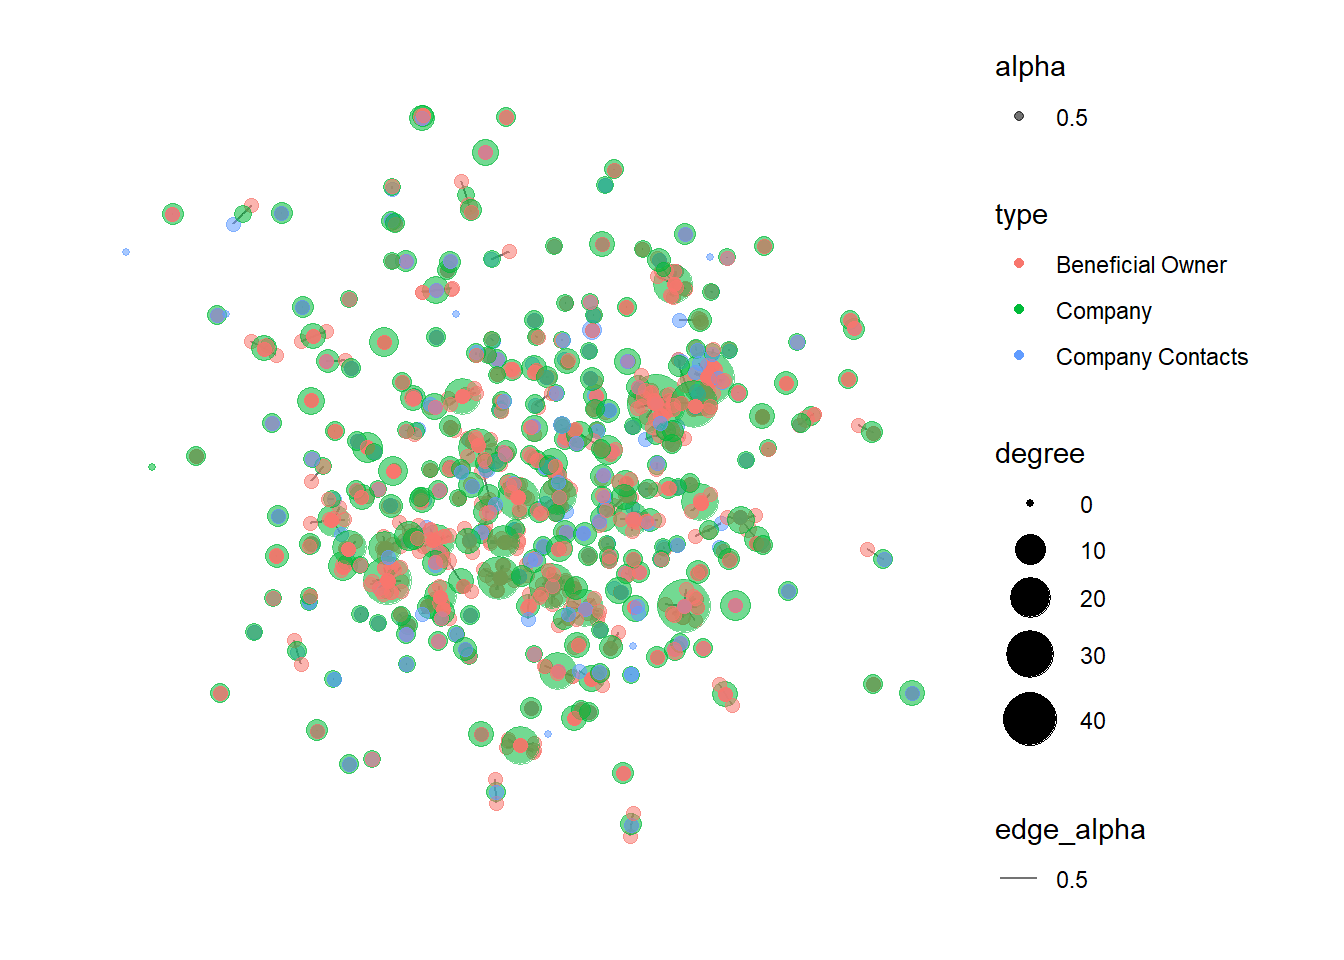 alpha
0.5
type
Beneficial Owner
Company
Company Contacts
degree
0
10
20
30
40
edge_alpha
0.5